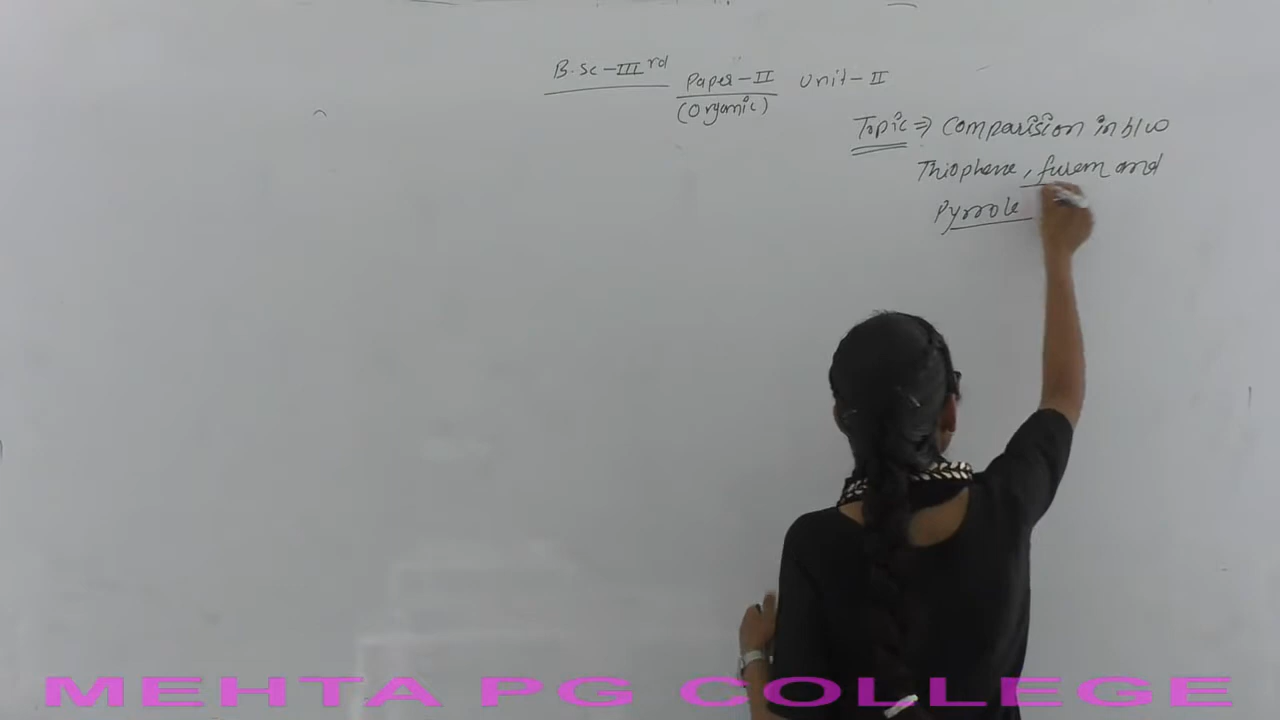 B.Sc-IIIrd
Paper-II Unit-II
(Organic)
Topic ⇒ Comparision in b/w
Thiophene, furan and
Pyrrole
MEHTA PG COLLEGE